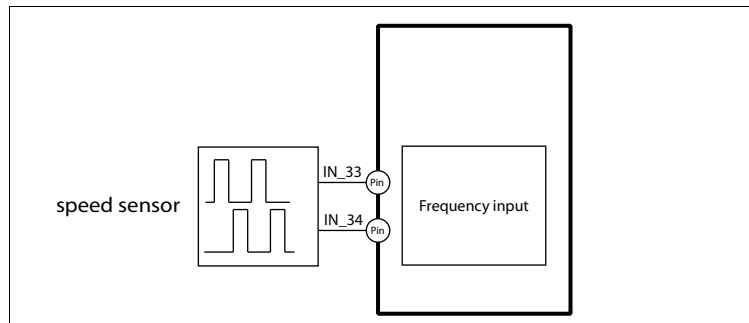 IN_33
Pin
speed sensor
Frequency input
IN_34
Pin